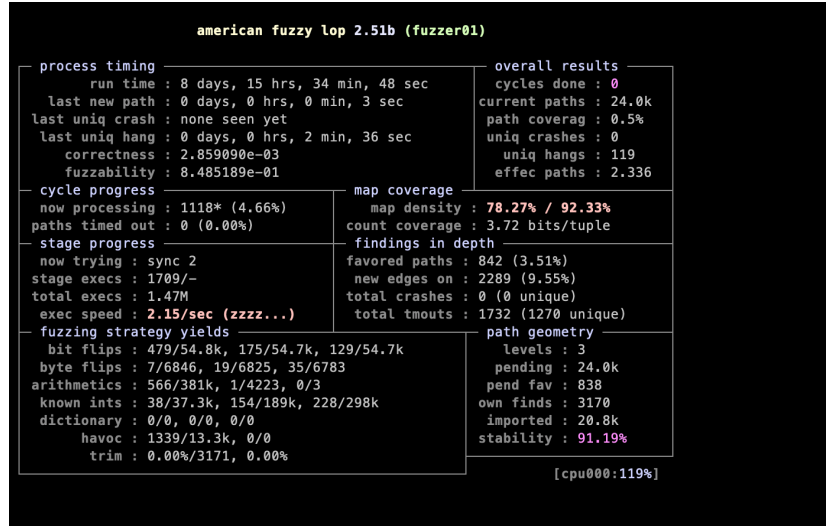 american fuzzy lop 2.51b (fuzzer01)
process timing overall results
run time : 8 days, 15 hrs, 34 min, 48 sec cycles done : 0
last new path : 0 days, 0 hrs, 0 min, 3 sec current paths : 24.0k
last uniq crash : none seen yet path coverag : 0.5%
last uniq hang : 0 days, 0 hrs, 2 min, 36 sec uniq crashes : 0
correctness : 2.859090e-03 uniq hangs : 119
fuzzability : 8.485189e-01 effec paths : 2.336
cycle progress map coverage
now processing : 1118* (4.66%) map density : 78.27% / 92.33%
paths timed out : 0 (0.00%) count coverage : 3.72 bits/tuple
stage progress findings in depth
now trying : sync 2 favored paths : 842 (3.51%)
stage execs : 1709/- new edges on : 2289 (9.55%)
total execs : 1.47M total crashes : 0 (0 unique)
exec speed : 2.15/sec (zzzz...) total tmouts : 1732 (1270 unique)
fuzzing strategy yields path geometry
bit flips : 479/54.8k, 175/54.7k, 129/54.7k levels : 3
byte flips : 7/6846, 19/6825, 35/6783 pending : 24.0k
arithmetics : 566/381k, 1/4223, 0/3 pend fav : 838
known ints : 38/37.3k, 154/189k, 228/298k own finds : 3170
dictionary : 0/0, 0/0, 0/0 imported : 20.8k
havoc : 1339/13.3k, 0/0 stability : 91.19%
trim : 0.00%/3171, 0.00%
[cpu000:119%]